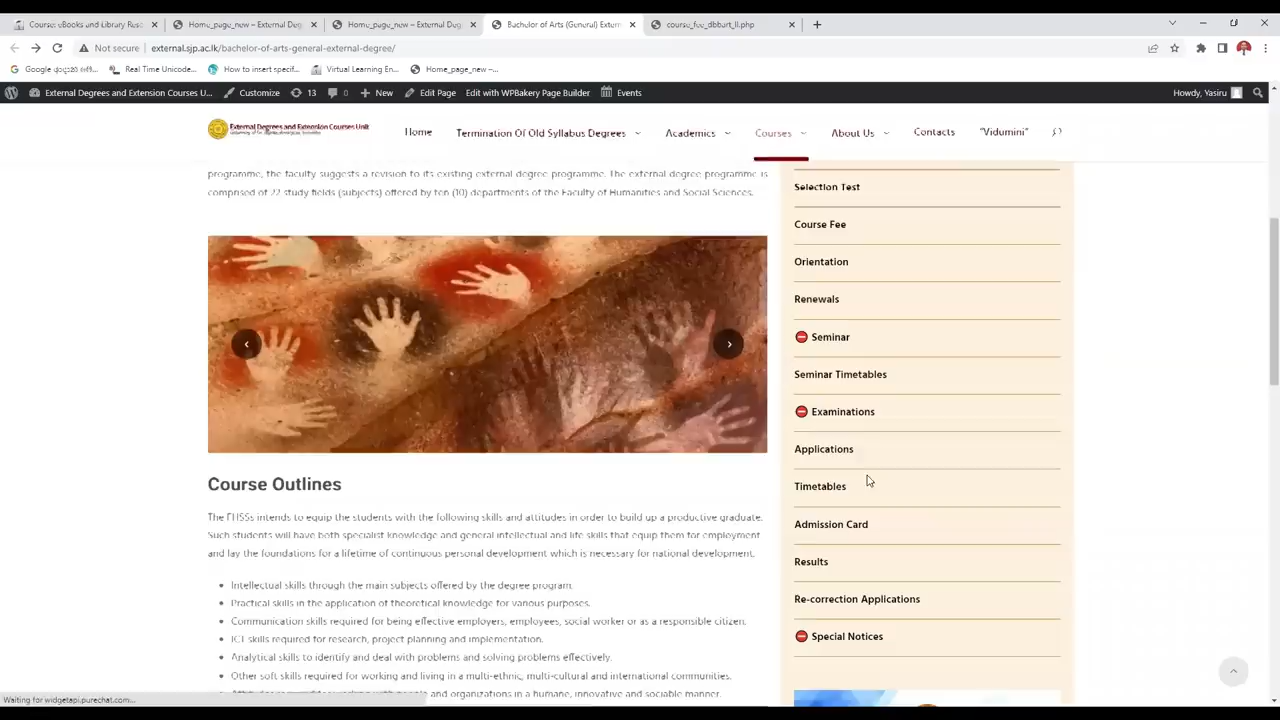 Course: eBooks and Library Reso
Home_page_new – External Deg
Home_page_new – External Deg
Bachelor of Arts (General) Extern
course_fee_dbbart_ll.php
Not secure
external.sjp.ac.lk/bachelor-of-arts-general-external-degree/
Real Time Unicode...
How to insert specif...
Virtual Learning En...
Home_page_new –...
External Degrees and Extension Courses U...
Customize
13
0
New
Edit Page
Edit with WPBakery Page Builder
Events
Howdy, Yasiru
External Degrees and Extension Courses Unit
Home
Termination Of Old Syllabus Degrees
Academics
Courses
About Us
Contacts
"Vidumini"
programme, the faculty suggests a revision to its existing external degree programme. The external degree programme is
comprised of 22 study fields (subjects) offered by ten (10) departments of the Faculty of Humanities and Social Sciences.
Course Outlines
The FHSSs intends to equip the students with the following skills and attitudes in order to build up a productive graduate.
Such students will have both specialist knowledge and general intellectual and life skills that equip them for employment
and lay the foundations for a lifetime of continuous personal development which is necessary for national development.
Intellectual skills through the main subjects offered by the degree program.
Practical skills in the application of theoretical knowledge for various purposes.
Communication skills required for being effective employers, employees, social worker or as a responsible citizen.
ICT skills required for research, project planning and implementation.
Analytical skills to identify and deal with problems and solving problems effectively.
Other soft skills required for working and living in a multi-ethnic, multi-cultural and international communities.
and organizations in a humane, innovative and sociable manner.
Selection Test
Course Fee
Orientation
Renewals
Seminar
Seminar Timetables
Examinations
Applications
Timetables
Admission Card
Results
Re-correction Applications
Special Notices
Waiting for widgetapi.purechat.com...